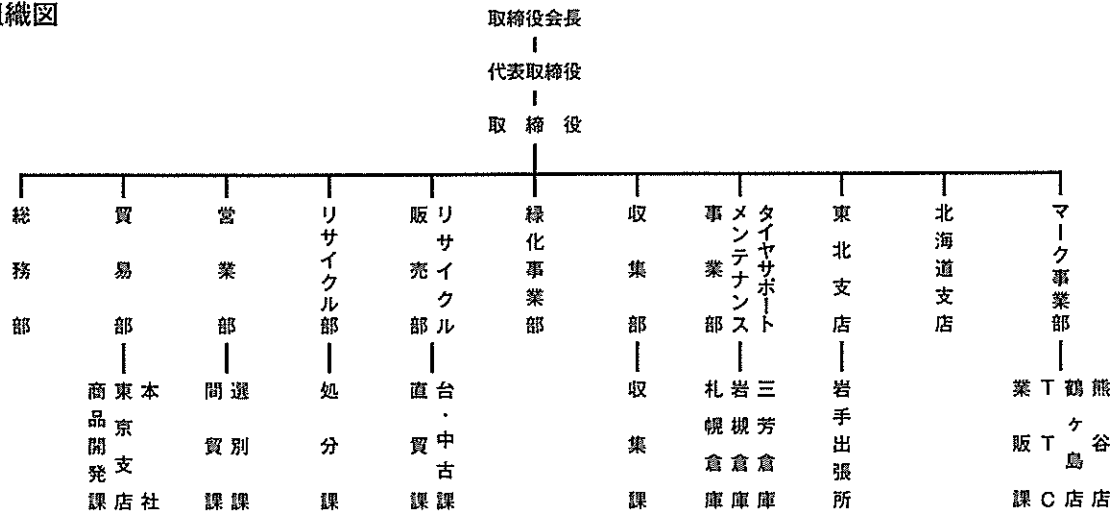 組織図
取締役会長
代表取締役
取締役
総務部
貿易部
営業部
リサイクル部
リサイクル
販売部
緑化事業部
収集部
タイヤサポート
メンテナンス
事業部
東北支店
北海道支店
マーク事業部
本社
東京支店
商品開発課
選別課
間貿課
処分課
台・中古課
直買課
収集課
三芳倉庫
岩槻倉庫
札幌倉庫
岩手出張所
熊谷店
鶴ヶ島店
TTC
業販課